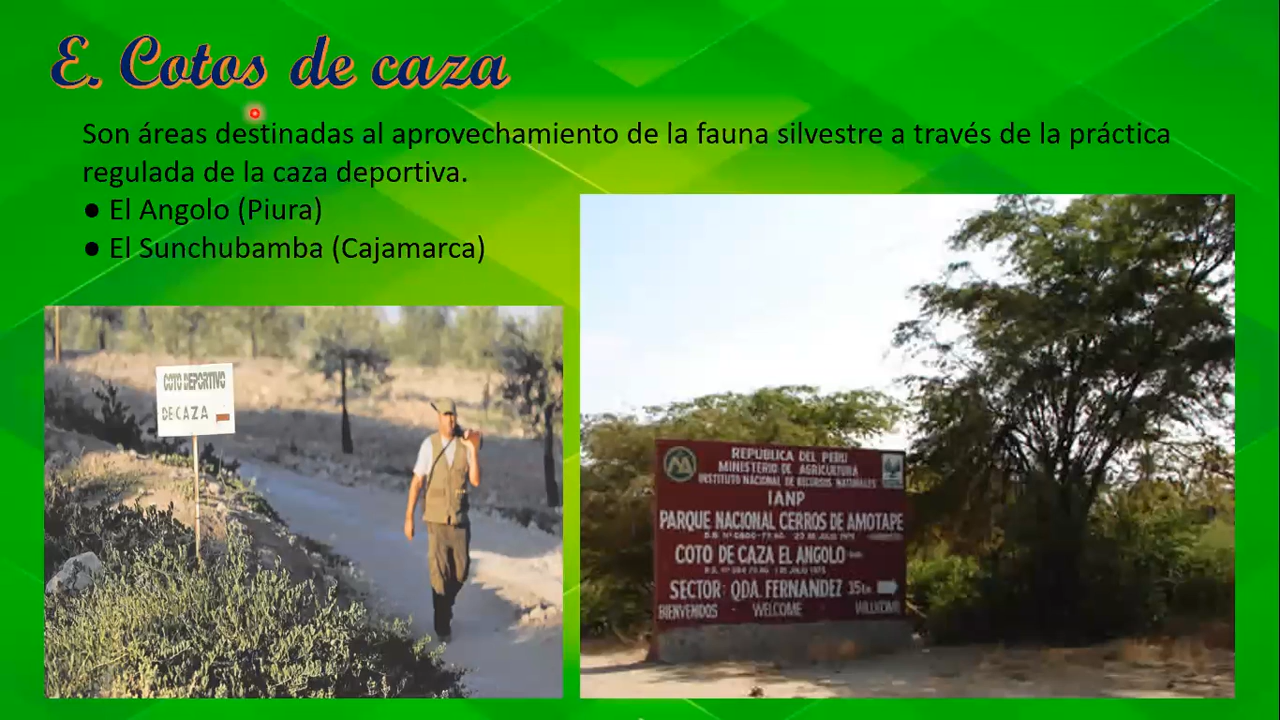 E. Cotos de caza
Son áreas destinadas al aprovechamiento de la fauna silvestre a través de la práctica
regulada de la caza deportiva.
● El Angolo (Piura)
● El Sunchubamba (Cajamarca)
COTO DEPORTIVO
DE CAZA
REPUBLICA DEL PERU
MINISTERIO DE AGRICULTURA
INSTITUTO NACIONAL DE RECURSOS NATURALES
IANP
PARQUE NACIONAL CERROS DE AMOTAPE
COTO DE CAZA EL ANGOLO
SECTOR: QDA. FERNANDEZ
BIENVENIDOS - WELCOME - WILLKOM